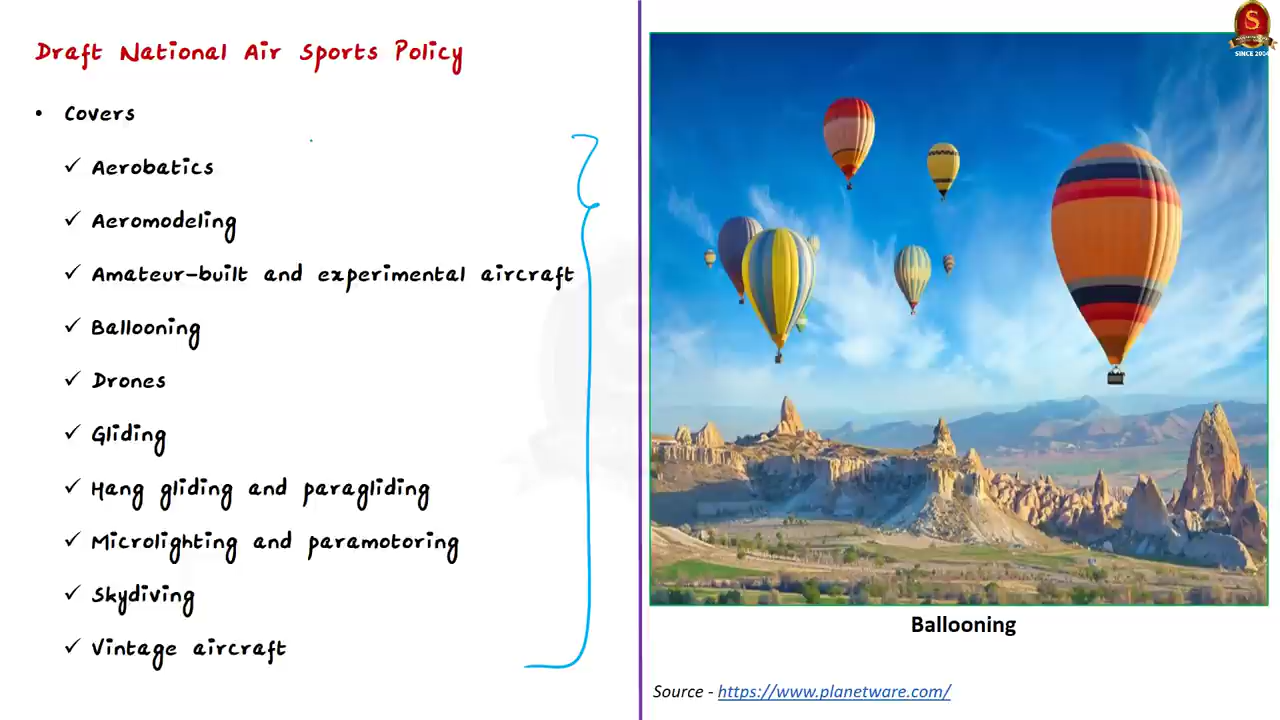 Draft National Air Sports Policy
• Covers
✓ Aerobatics
✓ Aeromodeling
✓ Amateur-built and experimental aircraft
✓ Ballooning
✓ Drones
✓ Gliding
✓ Hang gliding and paragliding
✓ Microlighting and paramotoring
✓ Skydiving
✓ Vintage aircraft
S
SINCE 2004
Ballooning
Source - https://www.planetware.com/